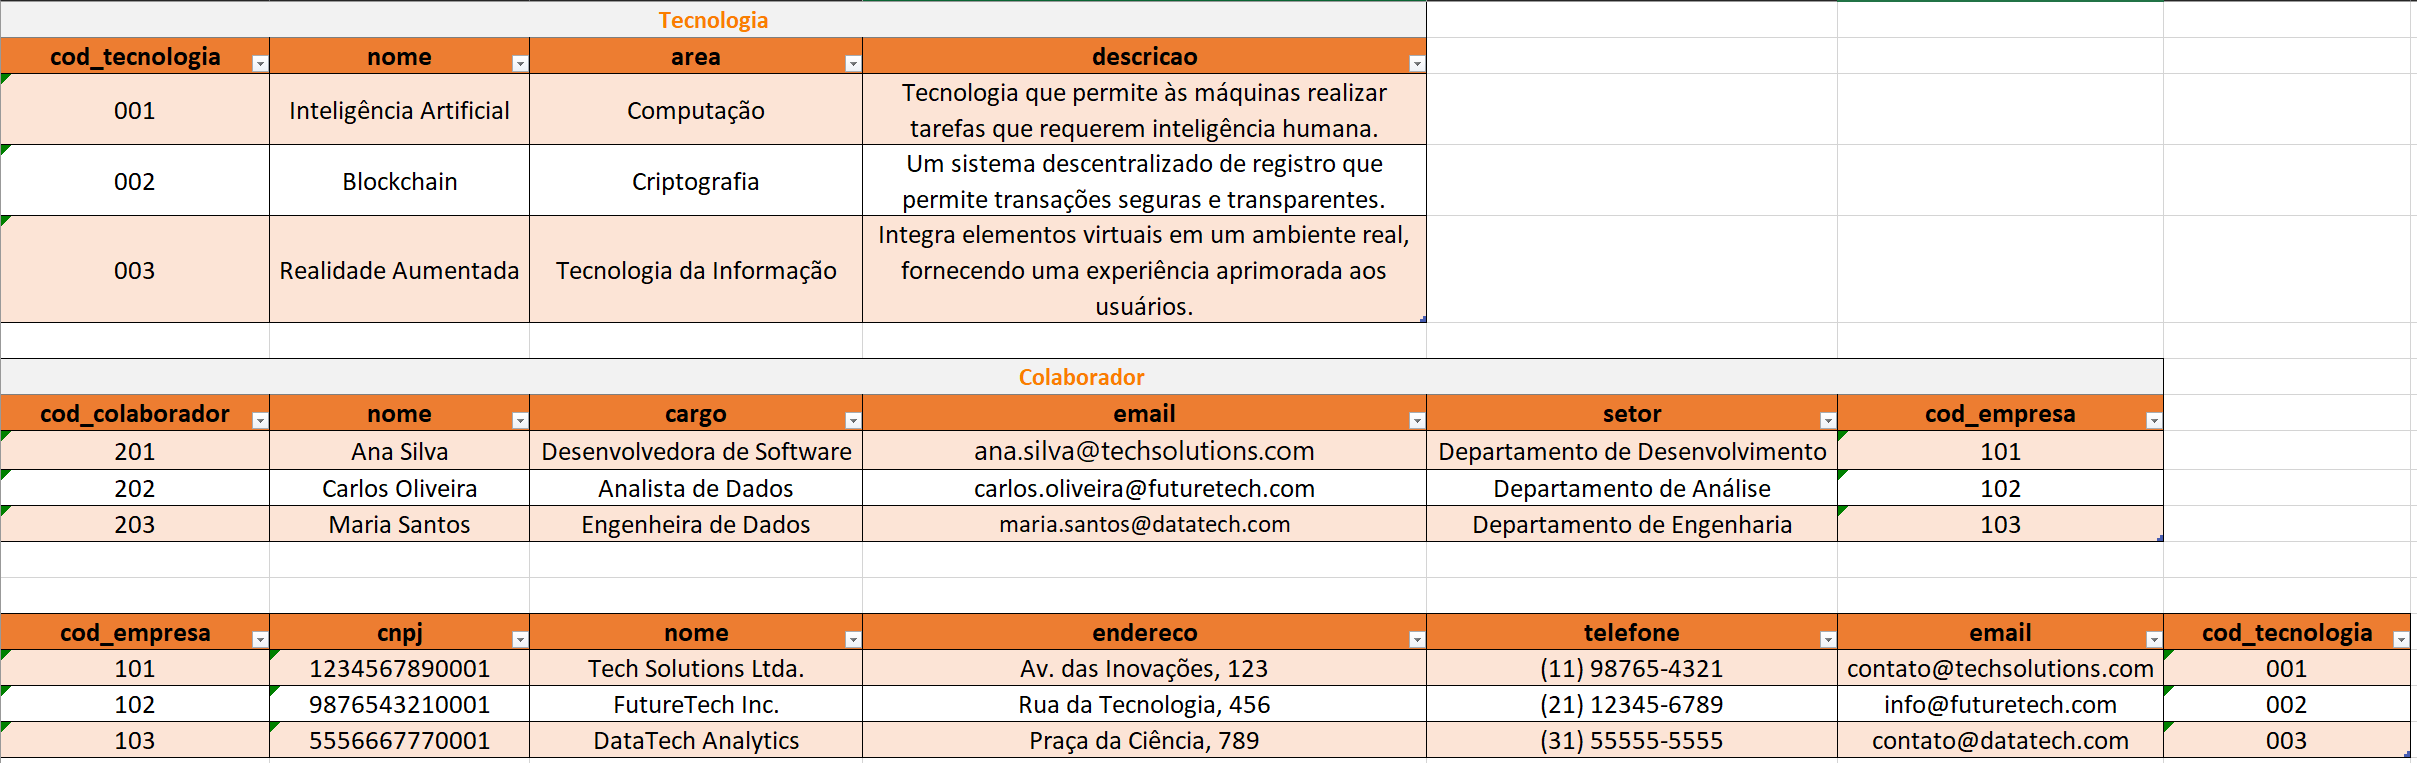 Tecnologia
cod_tecnologia nome area descricao
001 Inteligência Artificial Computação Tecnologia que permite às máquinas realizar
tarefas que requerem inteligência humana.
002 Blockchain Criptografia Um sistema descentralizado de registro que
permite transações seguras e transparentes.
003 Realidade Aumentada Tecnologia da Informação Integra elementos virtuais em um ambiente real,
fornecendo uma experiência aprimorada aos
usuários.
Colaborador
cod_colaborador nome cargo email setor cod_empresa
201 Ana Silva Desenvolvedora de Software ana.silva@techsolutions.com Departamento de Desenvolvimento 101
202 Carlos Oliveira Analista de Dados carlos.oliveira@futuretech.com Departamento de Análise 102
203 Maria Santos Engenheira de Dados maria.santos@datatech.com Departamento de Engenharia 103
cod_empresa cnpj nome endereco telefone email cod_tecnologia
101 1234567890001 Tech Solutions Ltda. Av. das Inovações, 123 (11) 98765-4321 contato@techsolutions.com 001
102 9876543210001 FutureTech Inc. Rua da Tecnologia, 456 (21) 12345-6789 info@futuretech.com 002
103 5556667770001 DataTech Analytics Praça da Ciência, 789 (31) 55555-5555 contato@datatech.com 003